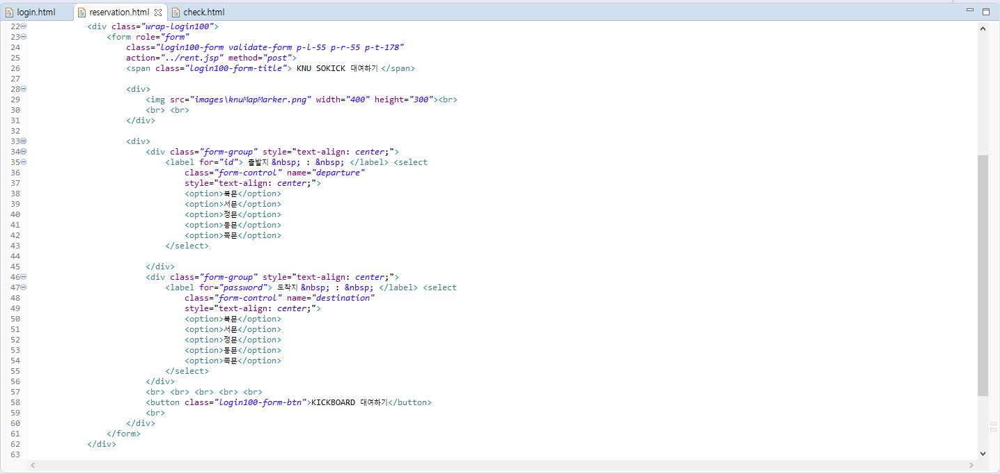 login.html reservation.html check.html
22 <div class="wrap-login100">
23 <form role="form"
24 class="login100-form validate-form p-l-55 p-r-55 p-t-178"
25 action="../rent.jsp" method="post">
26 <span class="login100-form-title"> KNU SOKICK 대여하기 </span>
27
28 <div>
29 <img src="images\knuMapMarker.png" width="400" height="300"><br>
30 <br> <br>
31 </div>
32
33 <div>
34 <div class="form-group" style="text-align: center;">
35 <label for="id"> 출발지 &nbsp; : &nbsp; </label> <select
36 class="form-control" name="departure"
37 style="text-align: center;">
38 <option>북문</option>
39 <option>서문</option>
40 <option>정문</option>
41 <option>동문</option>
42 <option>쪽문</option>
43 </select>
44
45 </div>
46 <div class="form-group" style="text-align: center;">
47 <label for="password"> 도착지 &nbsp; : &nbsp; </label> <select
48 class="form-control" name="destination"
49 style="text-align: center;">
50 <option>북문</option>
51 <option>서문</option>
52 <option>정문</option>
53 <option>동문</option>
54 <option>쪽문</option>
55 </select>
56 </div>
57 <br> <br> <br> <br> <br>
58 <button class="login100-form-btn">KICKBOARD 대여하기</button>
59 <br>
60 </div>
61 </form>
62 </div>
63